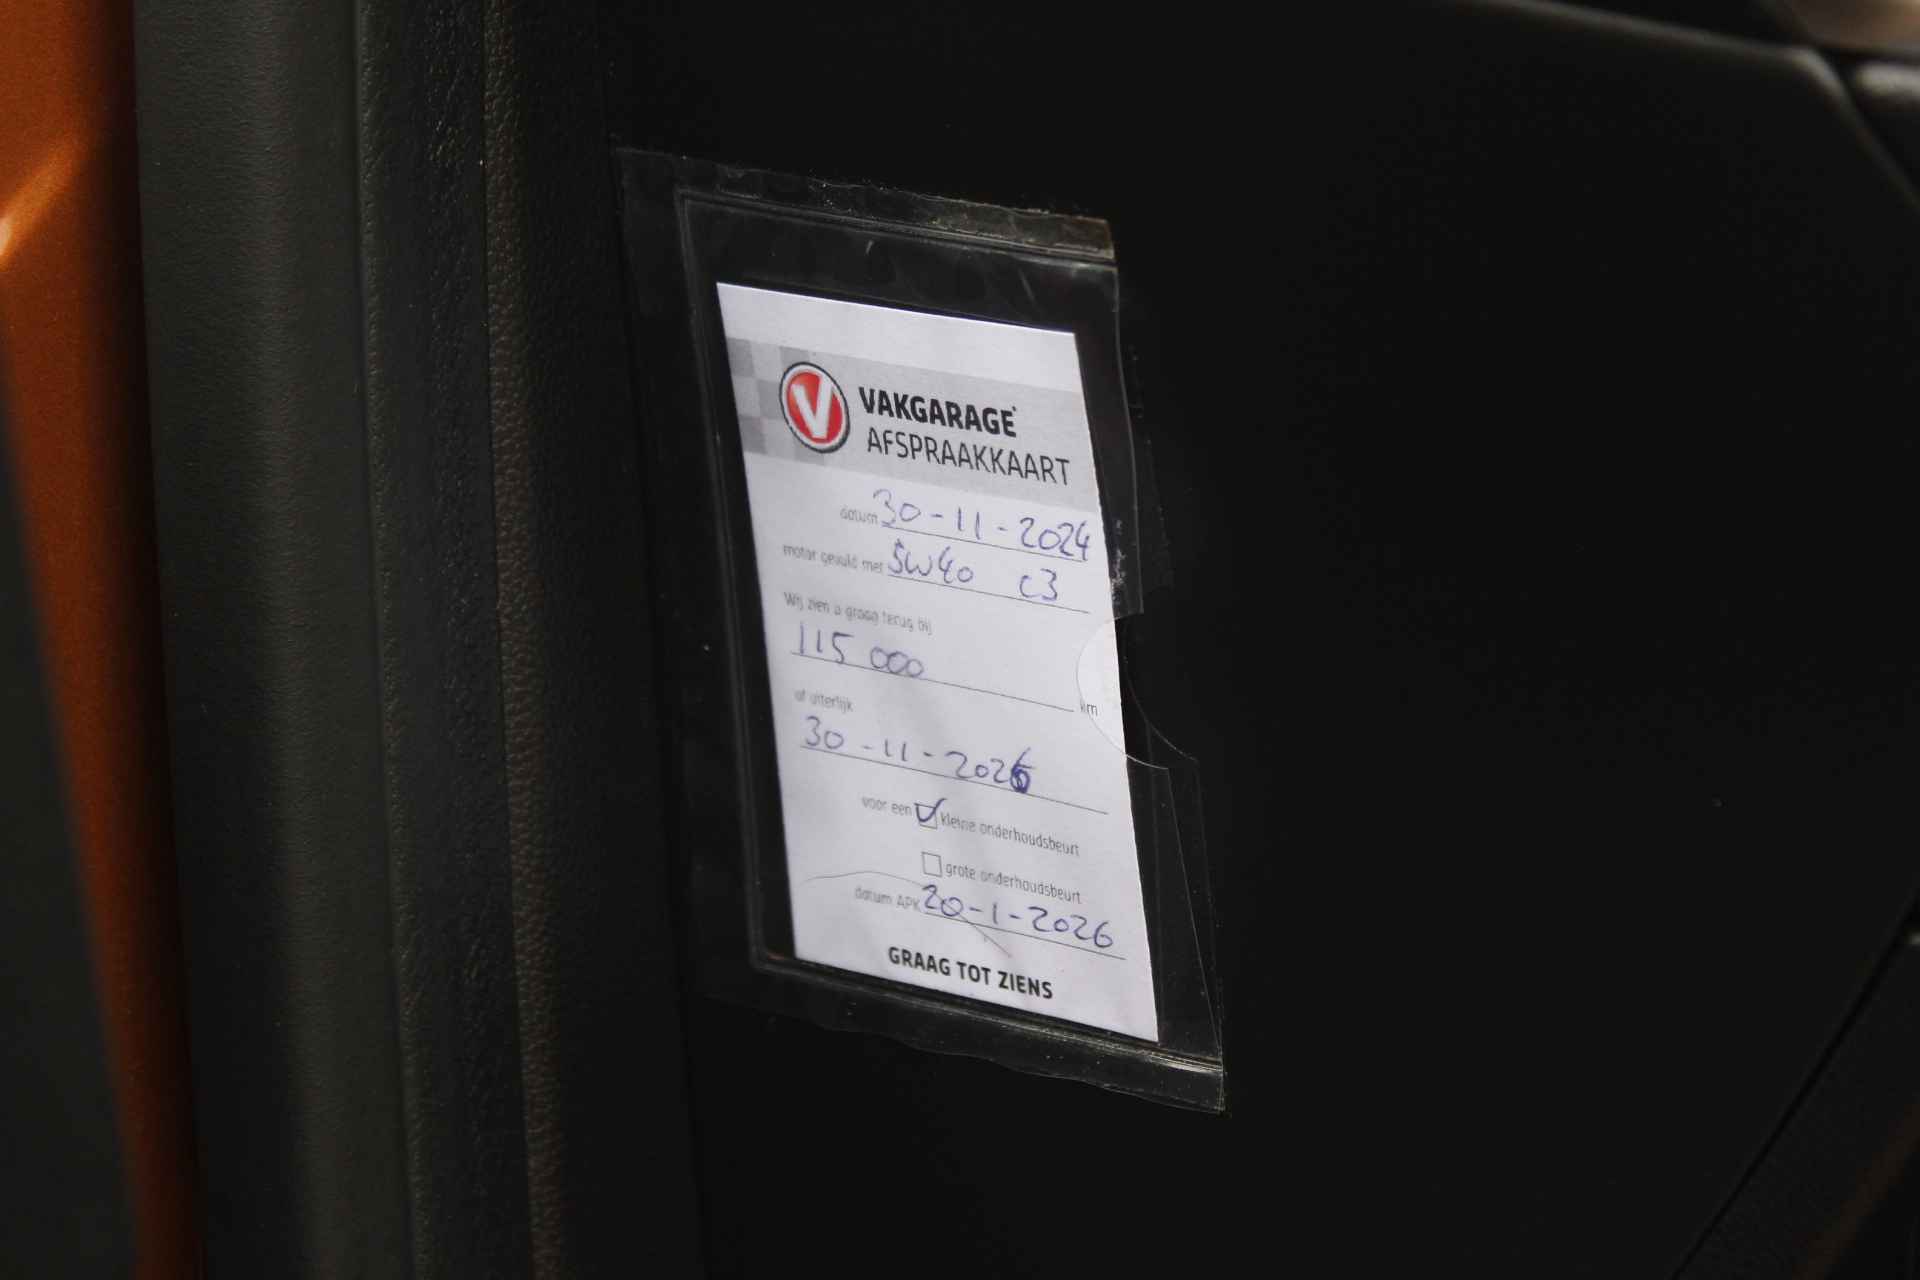 V VAKGARAGE
AFSPRAAKKAART
datum 30-11-2024
motor gevuld met 5W40 C3
Wij zien u graag terug bij
115 000 km
of uiterlijk
30-11-2026
voor een kleine onderhoudsbeurt
grote onderhoudsbeurt
datum APK 20-1-2026
GRAAG TOT ZIENS